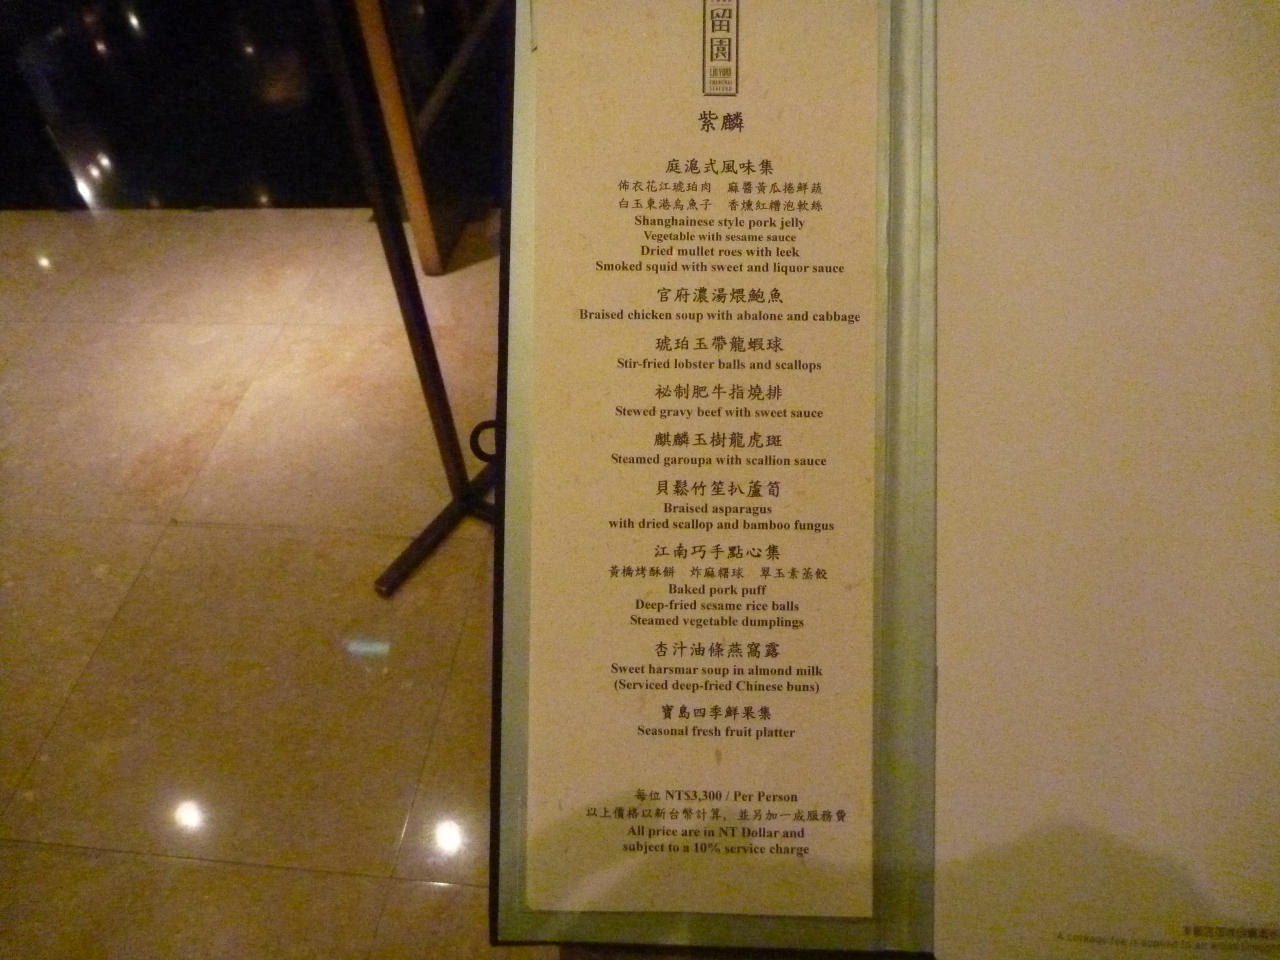 留
園
紫麟
庭滬式風味集
佈衣花江琥珀肉 麻醬黃瓜捲鮮蔬
白玉東港烏魚子 香燻紅糟泡軟絲
Shanghainese style pork jelly
Vegetable with sesame sauce
Dried mullet roes with leek
Smoked squid with sweet and liquor sauce
官府濃湯煨鮑魚
Braised chicken soup with abalone and cabbage
琥珀玉帶龍蝦球
Stir-fried lobster balls and scallops
祕制肥牛指燒排
Stewed gravy beef with sweet sauce
麒麟玉樹龍虎斑
Steamed garoupa with scallion sauce
貝鬆竹笙扒蘆筍
Braised asparagus
with dried scallop and bamboo fungus
江南巧手點心集
黃橋烤酥餅 炸麻糬球 翠玉素蒸餃
Baked pork puff
Deep-fried sesame rice balls
Steamed vegetable dumplings
杏汁油條燕窩露
Sweet harsmar soup in almond milk
(Serviced deep-fried Chinese buns)
寶島四季鮮果集
Seasonal fresh fruit platter
每位 NT$3,300 / Per Person
以上價格以新台幣計算，並另加一成服務費
All price are in NT Dollar and
subject to a 10% service charge
A corkage fee is applied to all